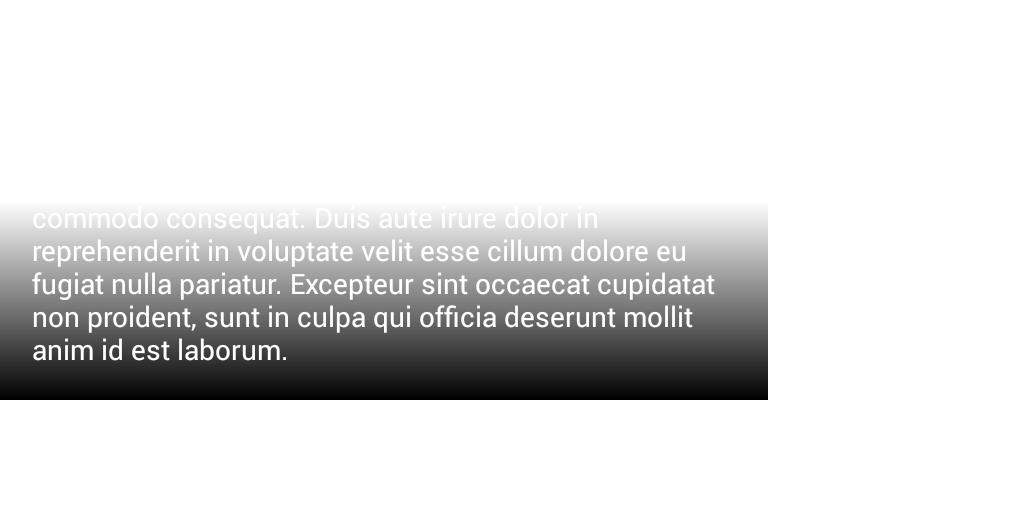 commodo consequat. Duis aute irure dolor in
reprehenderit in voluptate velit esse cillum dolore eu
fugiat nulla pariatur. Excepteur sint occaecat cupidatat
non proident, sunt in culpa qui officia deserunt mollit
anim id est laborum.